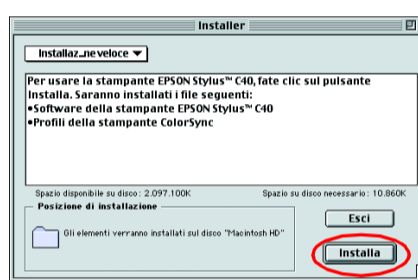 Installer
Installaz...ne veloce
Per usare la stampante EPSON Stylus™ C40, fate clic sul pulsante
Installa. Saranno installati i file seguenti:
•Software della stampante EPSON Stylus™ C40
•Profili della stampante ColorSync
Spazio disponibile su disco: 2.097.100K Spazio su disco necessario: 10.860K
Posizione di installazione
Gli elementi verranno installati sul disco "Macintosh HD"
Esci
Installa